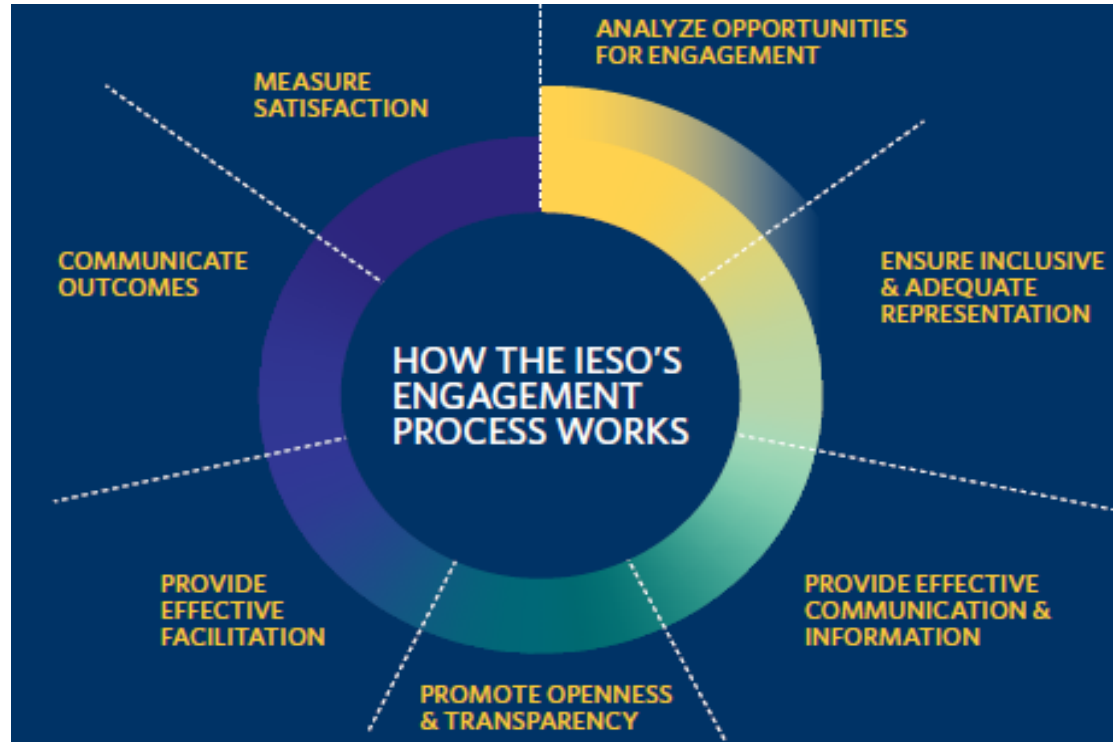 ANALYZE OPPORTUNITIES
FOR ENGAGEMENT
ENSURE INCLUSIVE
& ADEQUATE
REPRESENTATION
PROVIDE EFFECTIVE
COMMUNICATION &
INFORMATION
PROMOTE OPENNESS
& TRANSPARENCY
PROVIDE
EFFECTIVE
FACILITATION
COMMUNICATE
OUTCOMES
MEASURE
SATISFACTION
HOW THE IESO’S
ENGAGEMENT
PROCESS WORKS